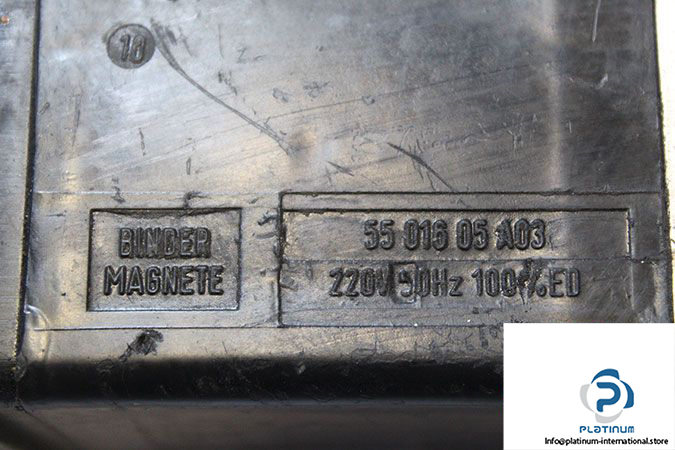 18
BINDER
MAGNETE
55 016 05 A03
220V 50Hz 100%ED
PLATINUM
Info@platinum-international.store